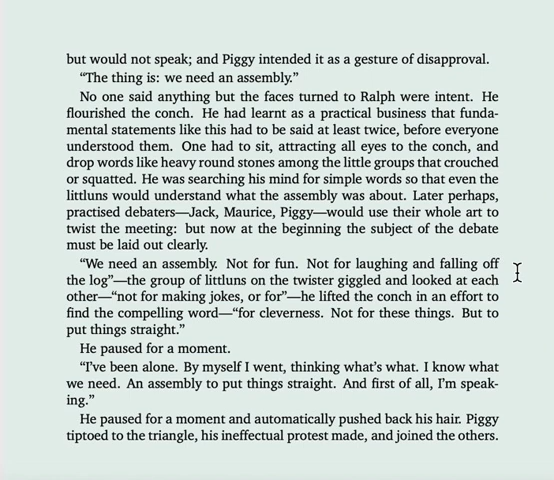 but would not speak; and Piggy intended it as a gesture of disapproval.
“The thing is: we need an assembly.”
No one said anything but the faces turned to Ralph were intent. He
flourished the conch. He had learnt as a practical business that funda-
mental statements like this had to be said at least twice, before everyone
understood them. One had to sit, attracting all eyes to the conch, and
drop words like heavy round stones among the little groups that crouched
or squatted. He was searching his mind for simple words so that even the
littluns would understand what the assembly was about. Later perhaps,
practised debaters—Jack, Maurice, Piggy—would use their whole art to
twist the meeting: but now at the beginning the subject of the debate
must be laid out clearly.
“We need an assembly. Not for fun. Not for laughing and falling off
the log”—the group of littluns on the twister giggled and looked at each
other—“not for making jokes, or for”—he lifted the conch in an effort to
find the compelling word—“for cleverness. Not for these things. But to
put things straight.”
He paused for a moment.
“I’ve been alone. By myself I went, thinking what’s what. I know what
we need. An assembly to put things straight. And first of all, I’m speak-
ing.”
He paused for a moment and automatically pushed back his hair. Piggy
tiptoed to the triangle, his ineffectual protest made, and joined the others.